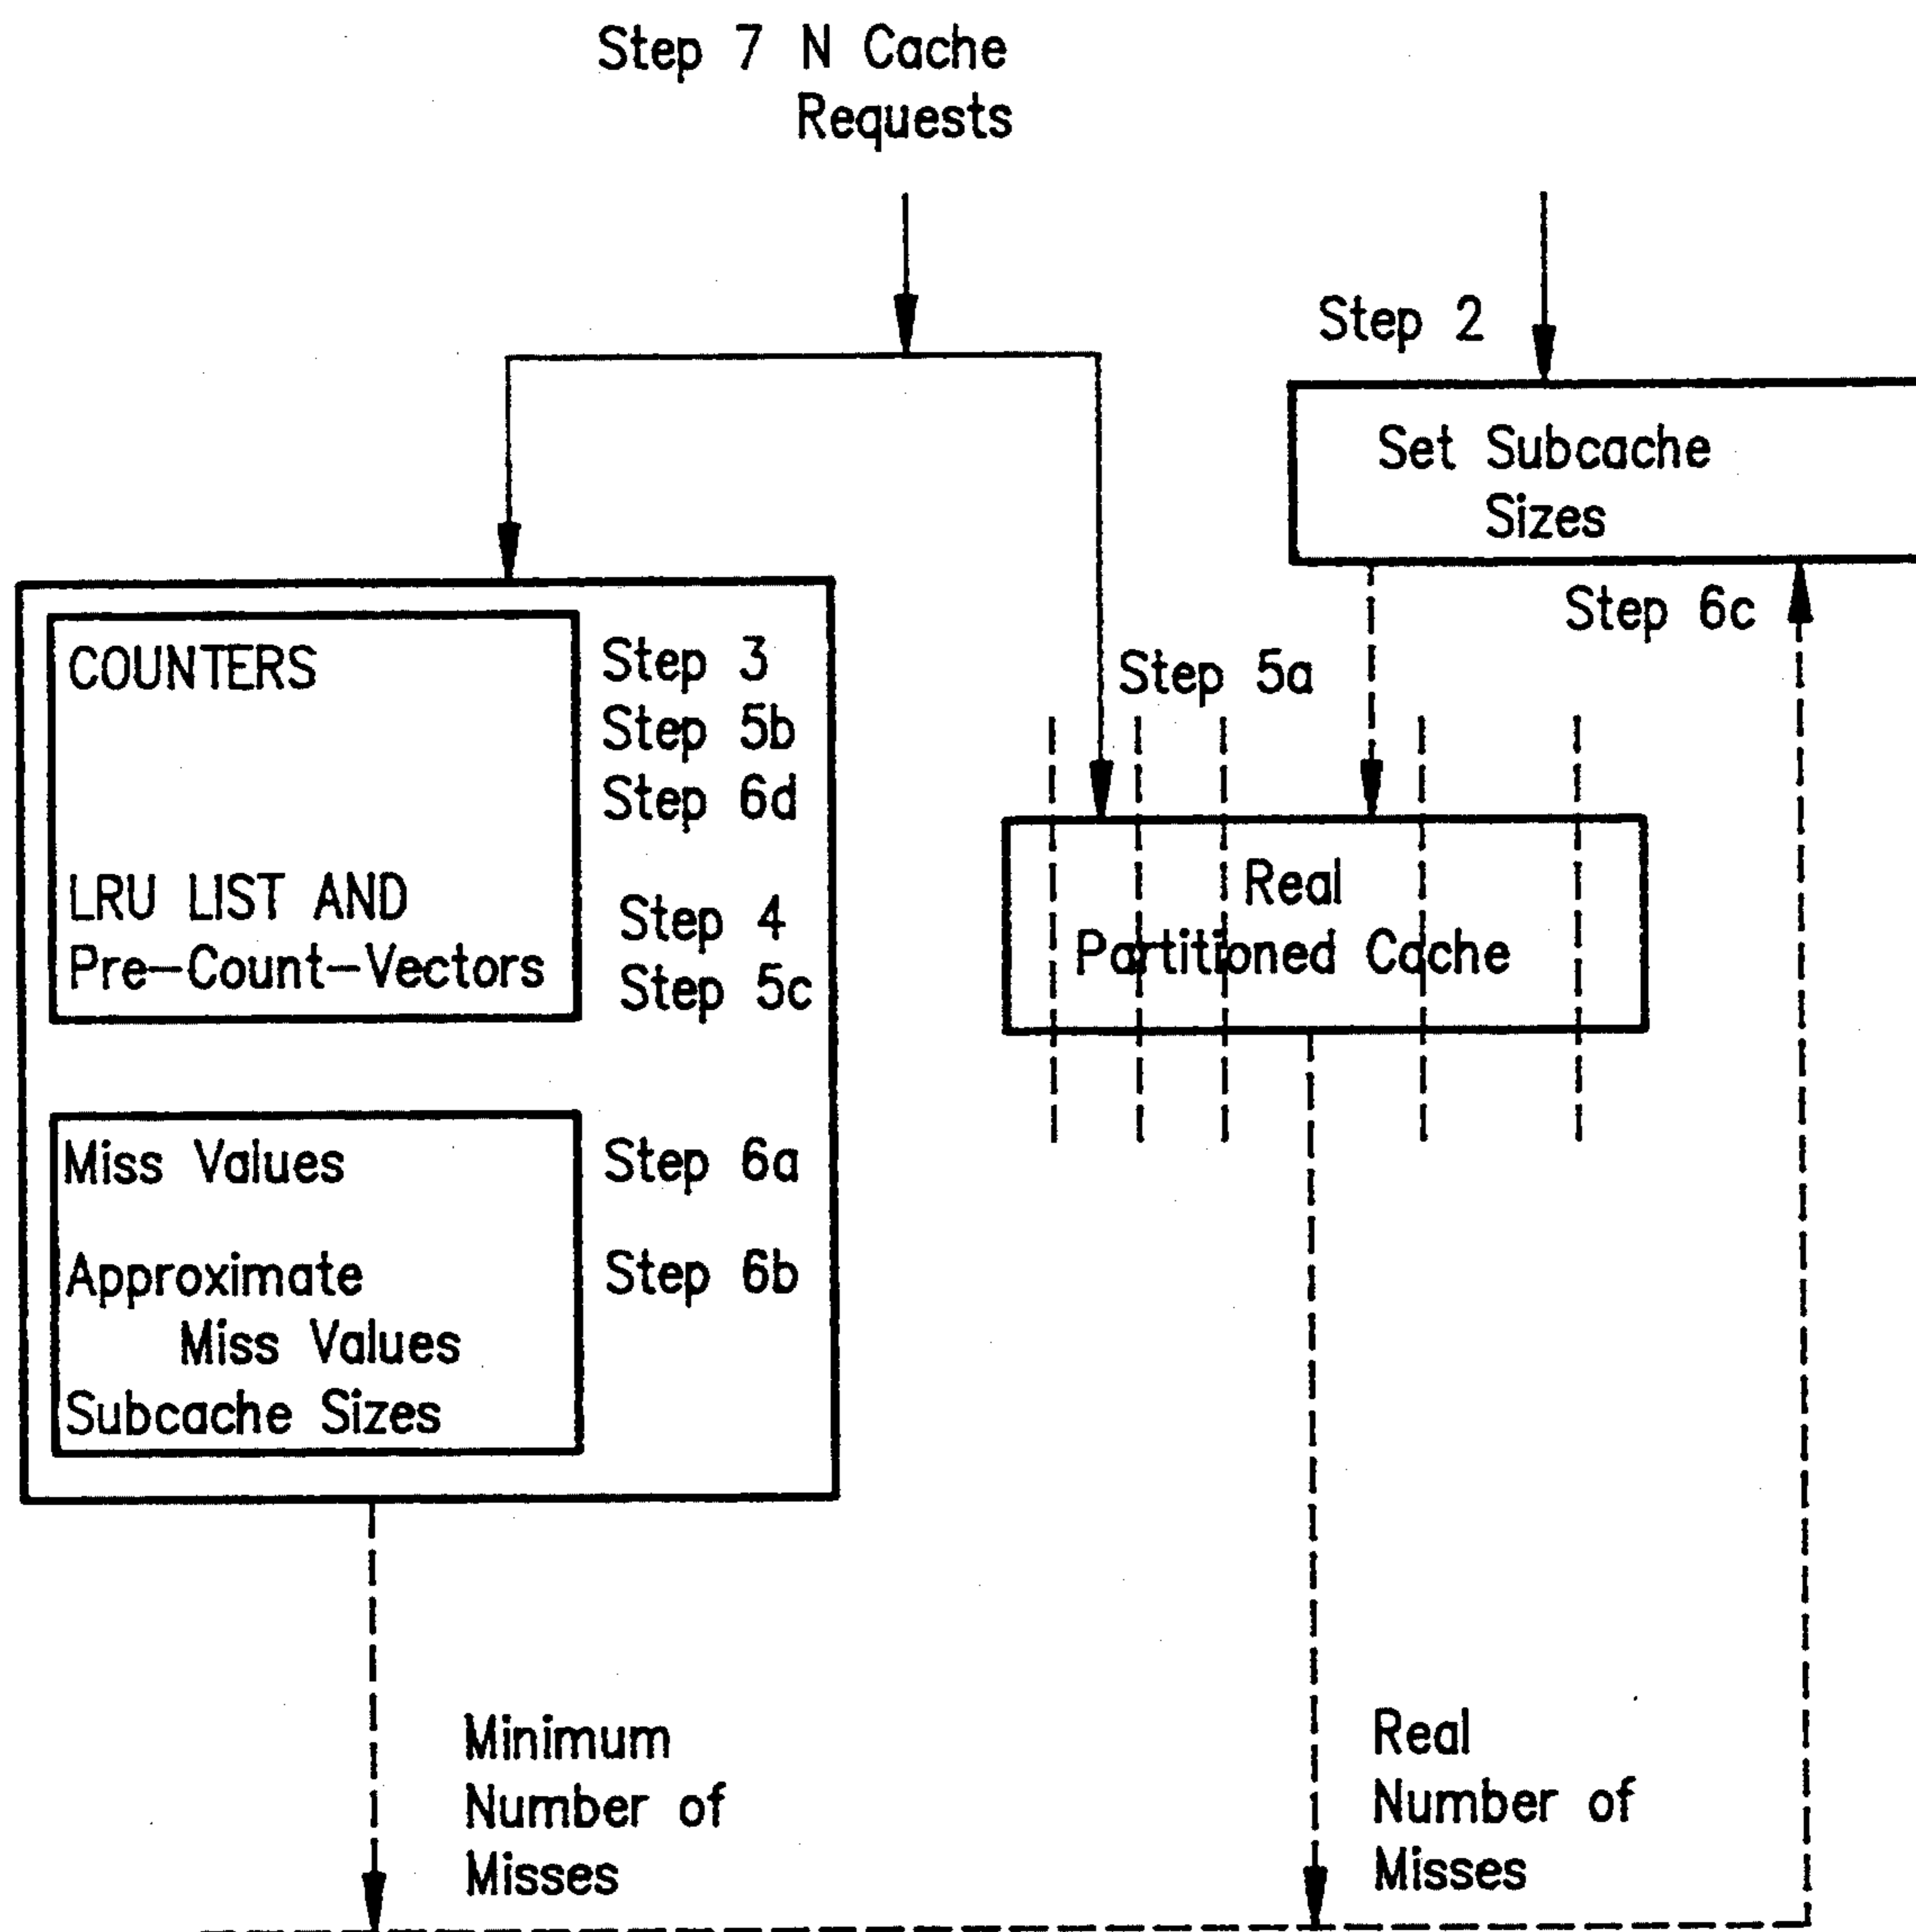 Step 7 N Cache
Requests
Step 2
Set Subcache
Sizes
Step 6c
COUNTERS
Step 3
Step 5b
Step 6d
LRU LIST AND
Pre-Count-Vectors
Step 4
Step 5c
Step 5a
Real
Partitioned Cache
Miss Values
Step 6a
Approximate
Miss Values
Step 6b
Subcache Sizes
Minimum
Number of
Misses
Real
Number of
Misses